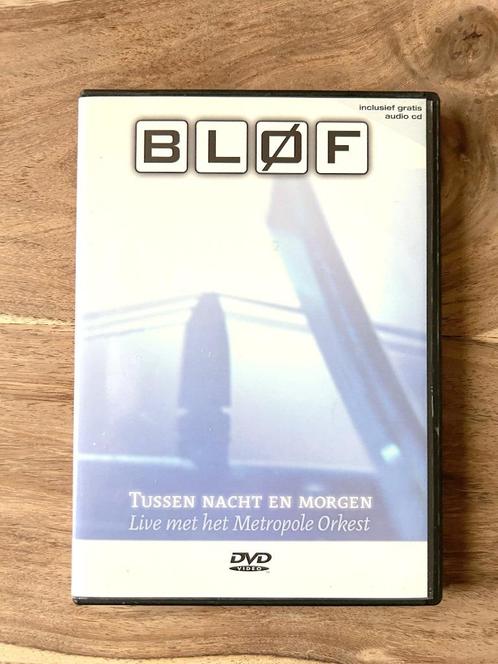 inclusief gratis
audio cd
BLØF
TUSSEN NACHT EN MORGEN
Live met het Metropole Orkest
DVD
VIDEO